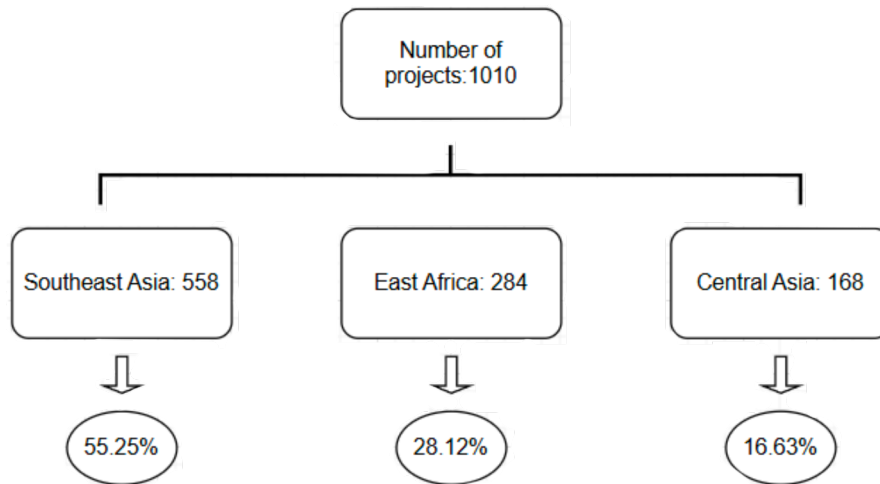 Number of
projects:1010
Southeast Asia: 558
East Africa: 284
Central Asia: 168
55.25%
28.12%
16.63%